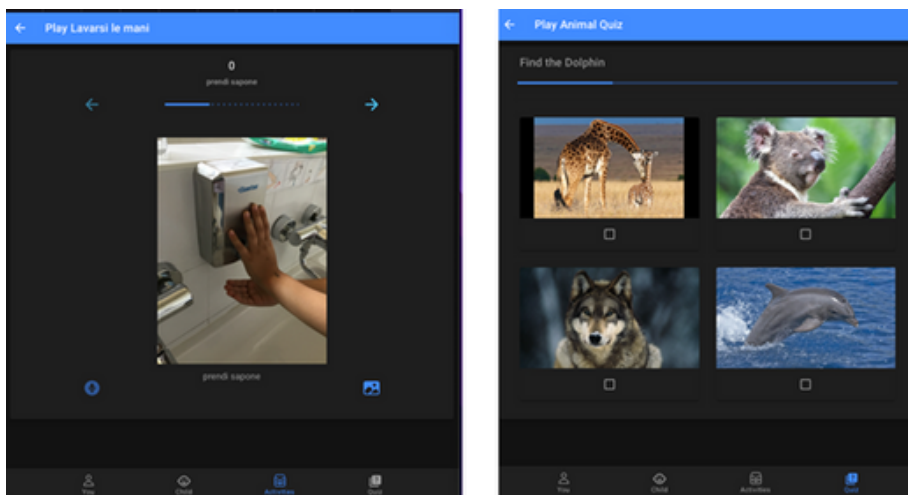 Play Lavarsi le mani
0
prendi sapone
prendi sapone
You
Child
Activities
Quiz
Play Animal Quiz
Find the Dolphin
You
Child
Activities
Quiz